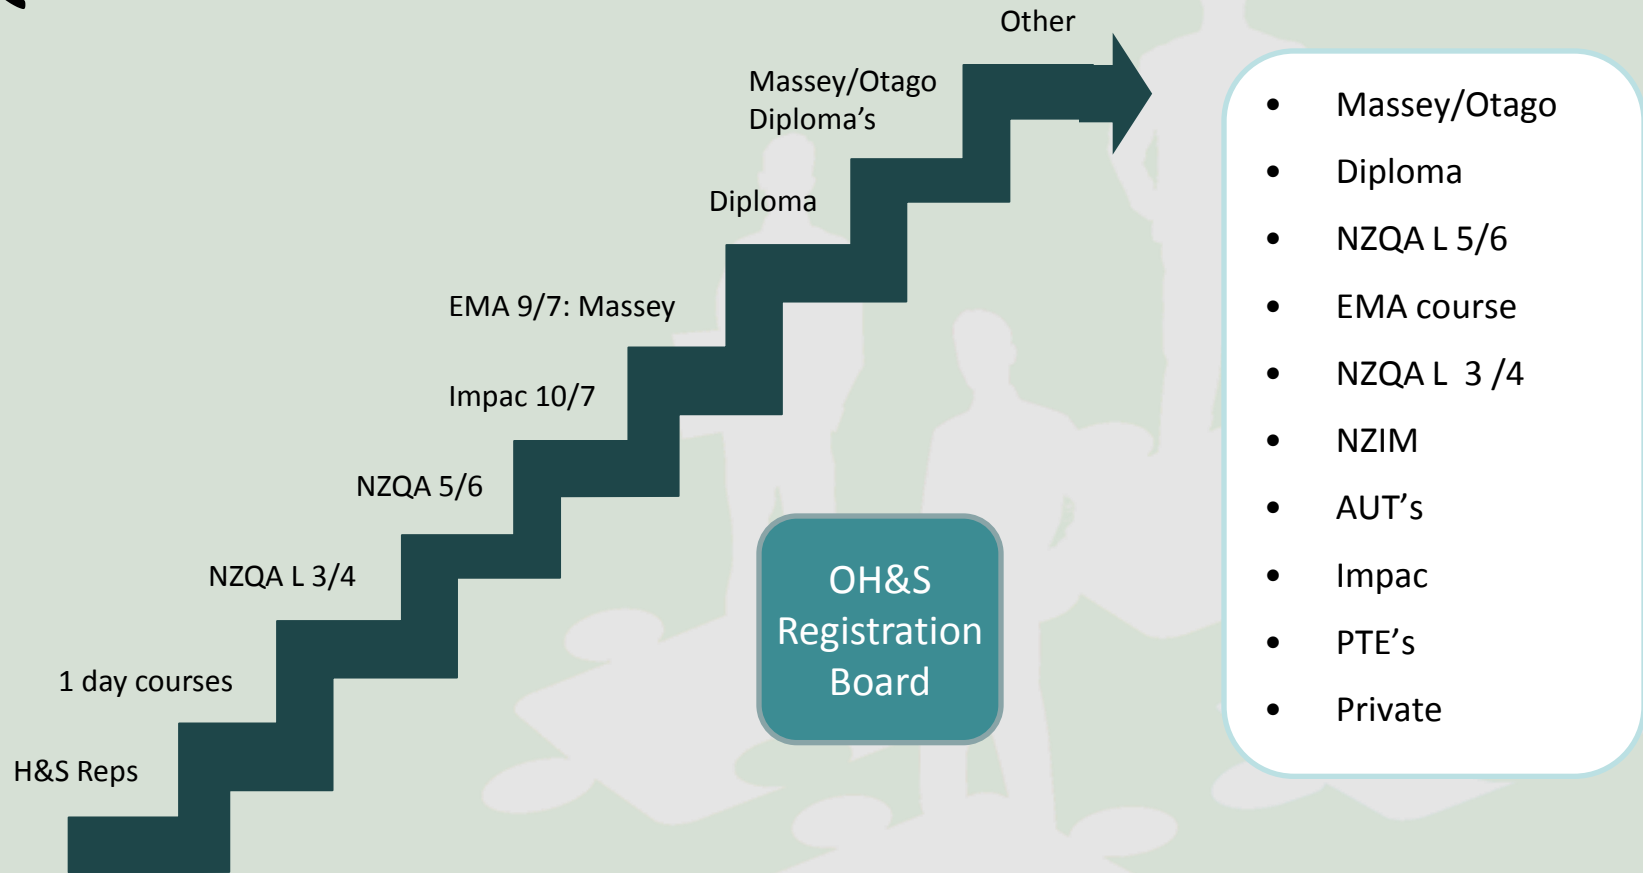 Other
Massey/Otago
Diploma’s
Diploma
EMA 9/7: Massey
Impac 10/7
NZQA 5/6
NZQA L 3/4
1 day courses
H&S Reps
OH&S
Registration
Board
• Massey/Otago
• Diploma
• NZQA L 5/6
• EMA course
• NZQA L 3 /4
• NZIM
• AUT’s
• Impac
• PTE’s
• Private